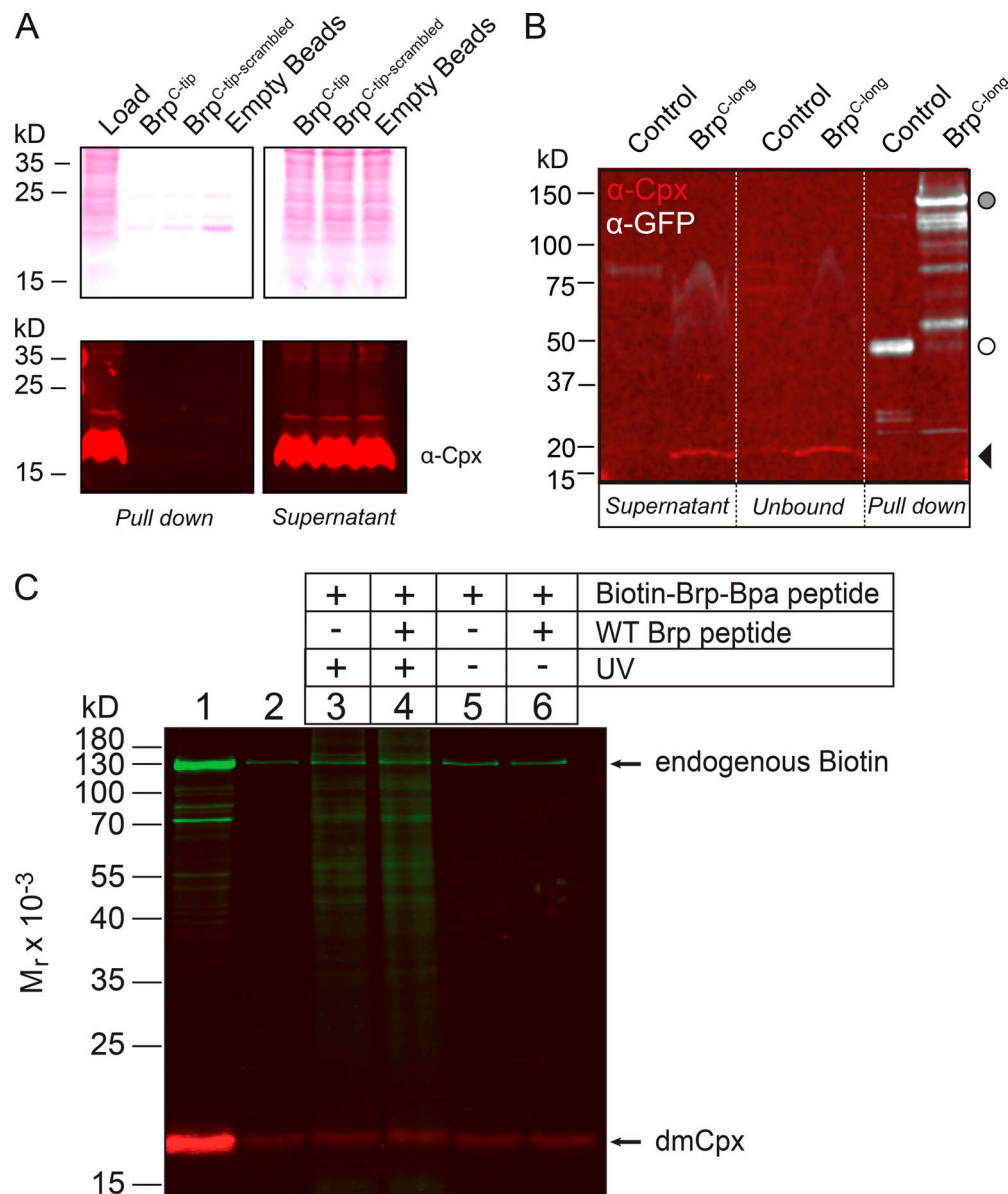 A
Load
Brp^C-tip
Brp^C-tip-scrambled
Empty Beads
Brp^C-tip
Brp^C-tip-scrambled
Empty Beads
kD
35
25
15
kD
35
25
15
α-Cpx
Pull down
Supernatant
B
Control
Brp^C-long
Control
Brp^C-long
Control
Brp^C-long
kD
α-Cpx
α-GFP
150
100
75
50
37
20
15
Supernatant
Unbound
Pull down
C
+ + + + Biotin-Brp-Bpa peptide
- + - + WT Brp peptide
+ + - - UV
kD 1 2 3 4 5 6
180
130
100
70
55
40
35
25
15
M_r x 10^-3
endogenous Biotin
dmCpx